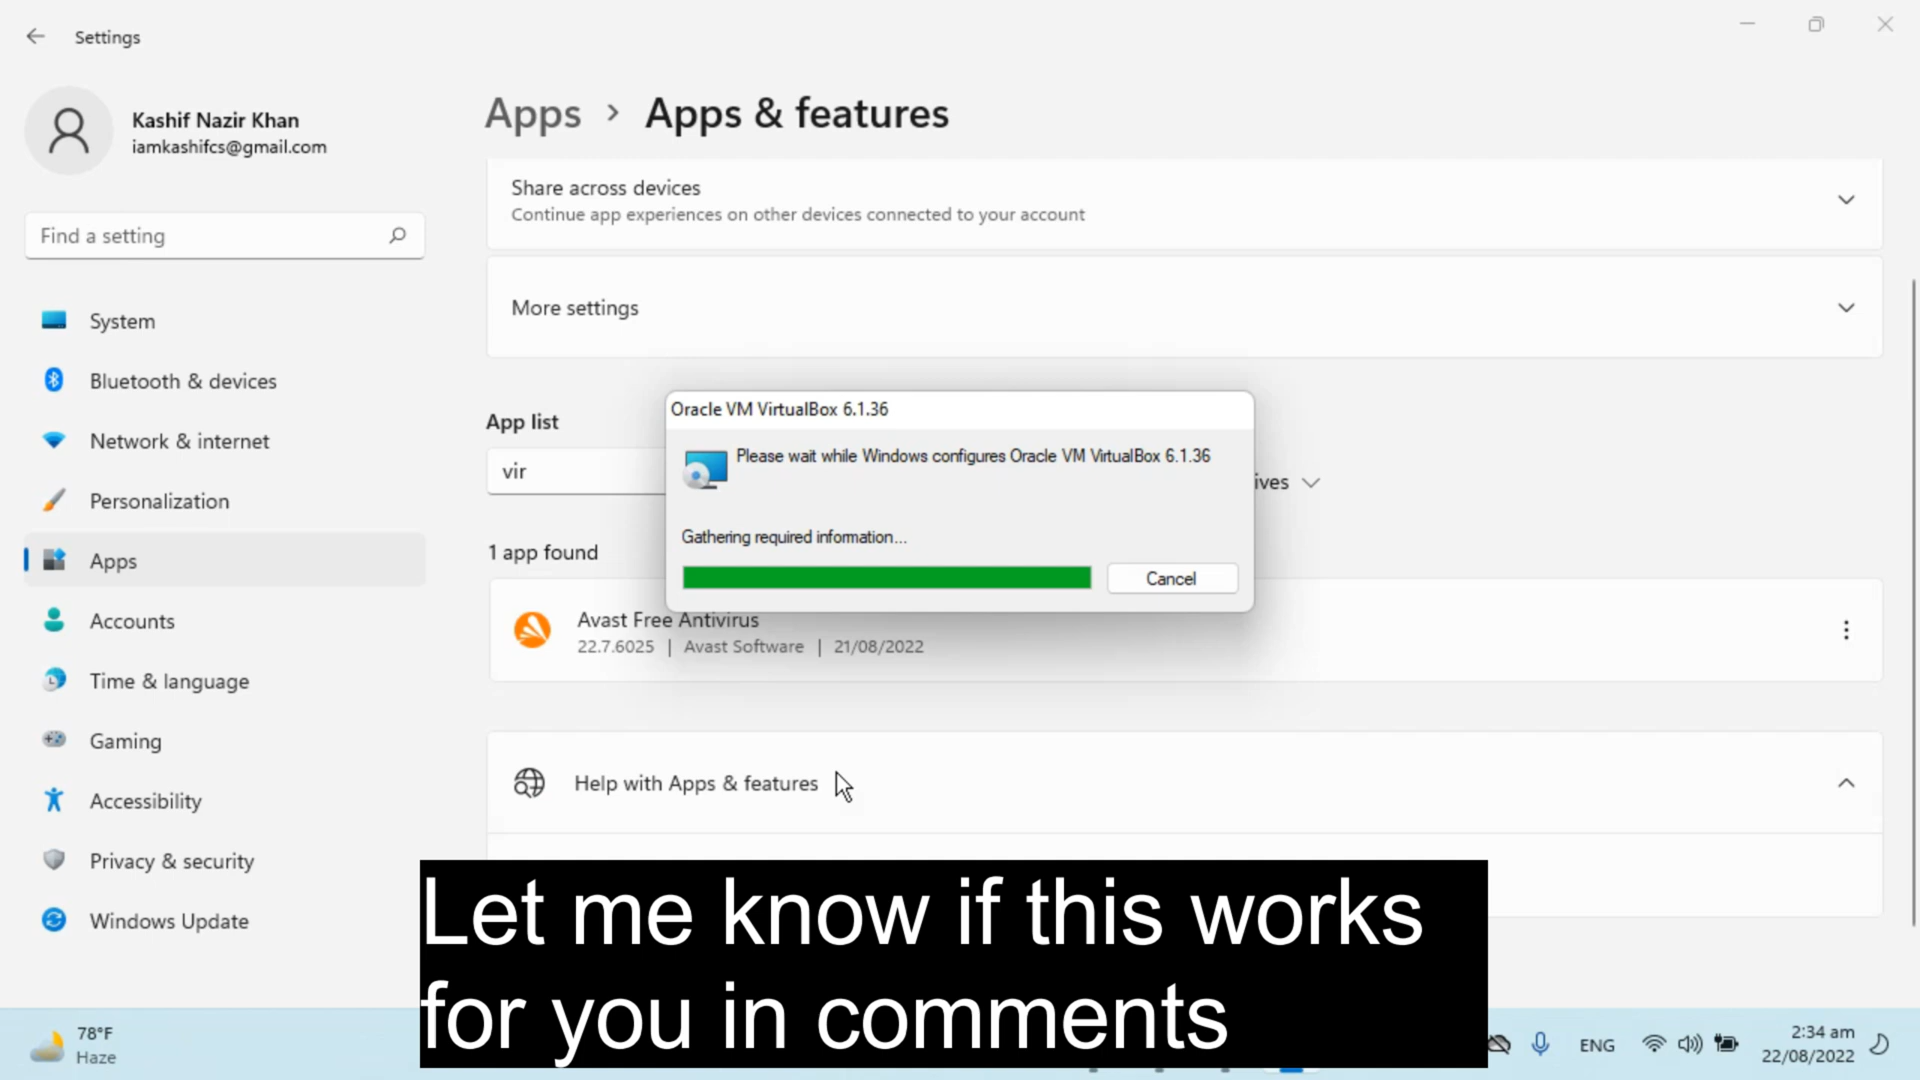 Settings
Kashif Nazir Khan
iamkashifcs@gmail.com
Find a setting
System
Bluetooth & devices
Network & internet
Personalization
Apps
Accounts
Time & language
Gaming
Accessibility
Privacy & security
Windows Update
Apps > Apps & features
Share across devices
Continue app experiences on other devices connected to your account
More settings
App list
vir
ives
1 app found
Oracle VM VirtualBox 6.1.36
Please wait while Windows configures Oracle VM VirtualBox 6.1.36
Gathering required information...
Cancel
Avast Free Antivirus
22.7.6025 | Avast Software | 21/08/2022
Help with Apps & features
Let me know if this works
for you in comments
78°F
Haze
ENG
2:34 am
22/08/2022